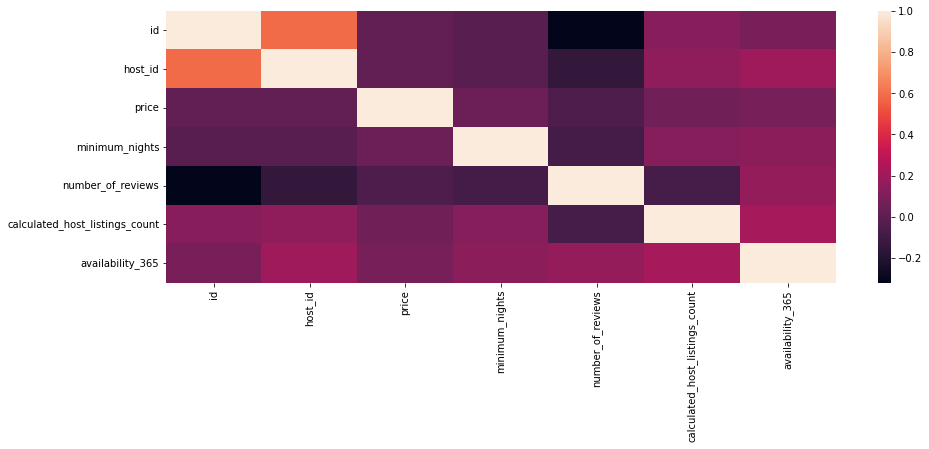 id
host_id
price
minimum_nights
number_of_reviews
calculated_host_listings_count
availability_365
id
host_id
price
minimum_nights
number_of_reviews
calculated_host_listings_count
availability_365
1.0
0.8
0.6
0.4
0.2
0.0
−0.2